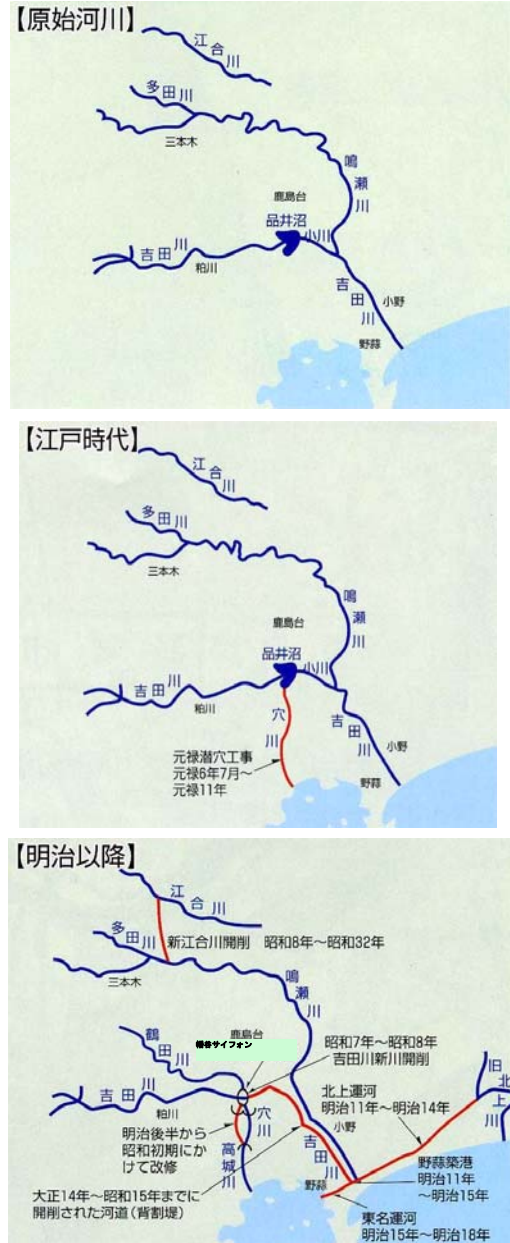 【原始河川】
江合川
多田川
三本木
鳴瀬川
鹿島台
品井沼
小川
吉田川
粕川
吉田川
小野
野蒜
【江戸時代】
江合川
多田川
三本木
鳴瀬川
鹿島台
品井沼
小川
吉田川
粕川
穴川
吉田川
小野
野蒜
元禄潜穴工事
元禄6年7月～
元禄11年
【明治以降】
江合川
多田川
新江合川開削 昭和8年～昭和32年
三本木
鳴瀬川
鶴田川
鹿島台
幡谷サイフォン
昭和7年～昭和8年
吉田川新川開削
旧北上川
北上運河
明治11年～明治14年
吉田川
粕川
穴川
小野
明治後半から
昭和初期にか
けて改修
高城川
吉田川
野蒜築港
明治11年
～明治15年
大正14年～昭和15年までに
開削された河道(背割堤)
野蒜
東名運河
明治15年～明治18年